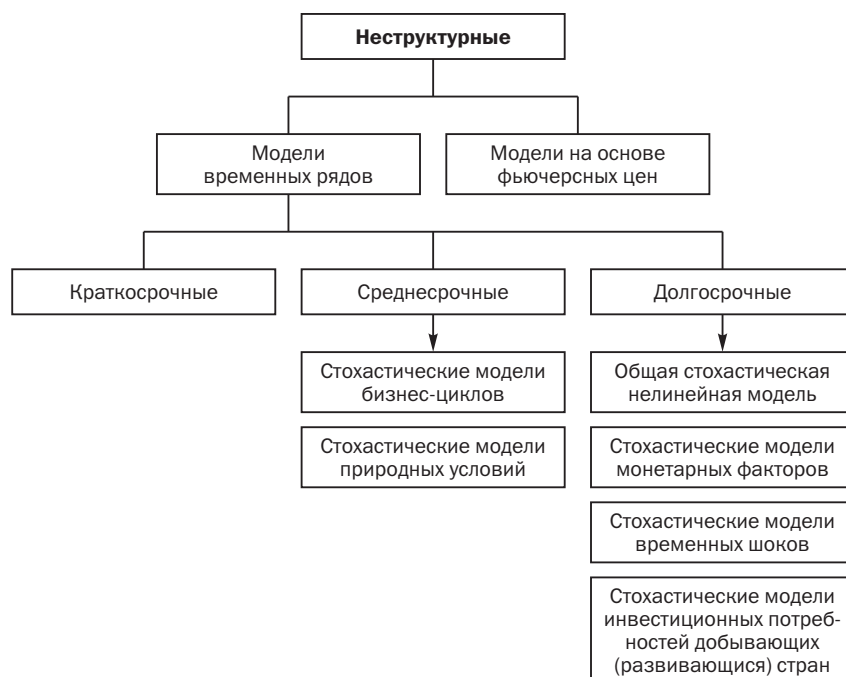 Неструктурные
Модели
временных рядов
Модели на основе
фьючерсных цен
Краткосрочные
Среднесрочные
Долгосрочные
Стохастические модели
бизнес-циклов
Общая стохастическая
нелинейная модель
Стохастические модели
природных условий
Стохастические модели
монетарных факторов
Стохастические модели
временных шоков
Стохастические модели
инвестиционных потреб-
ностей добывающих
(развивающися) стран